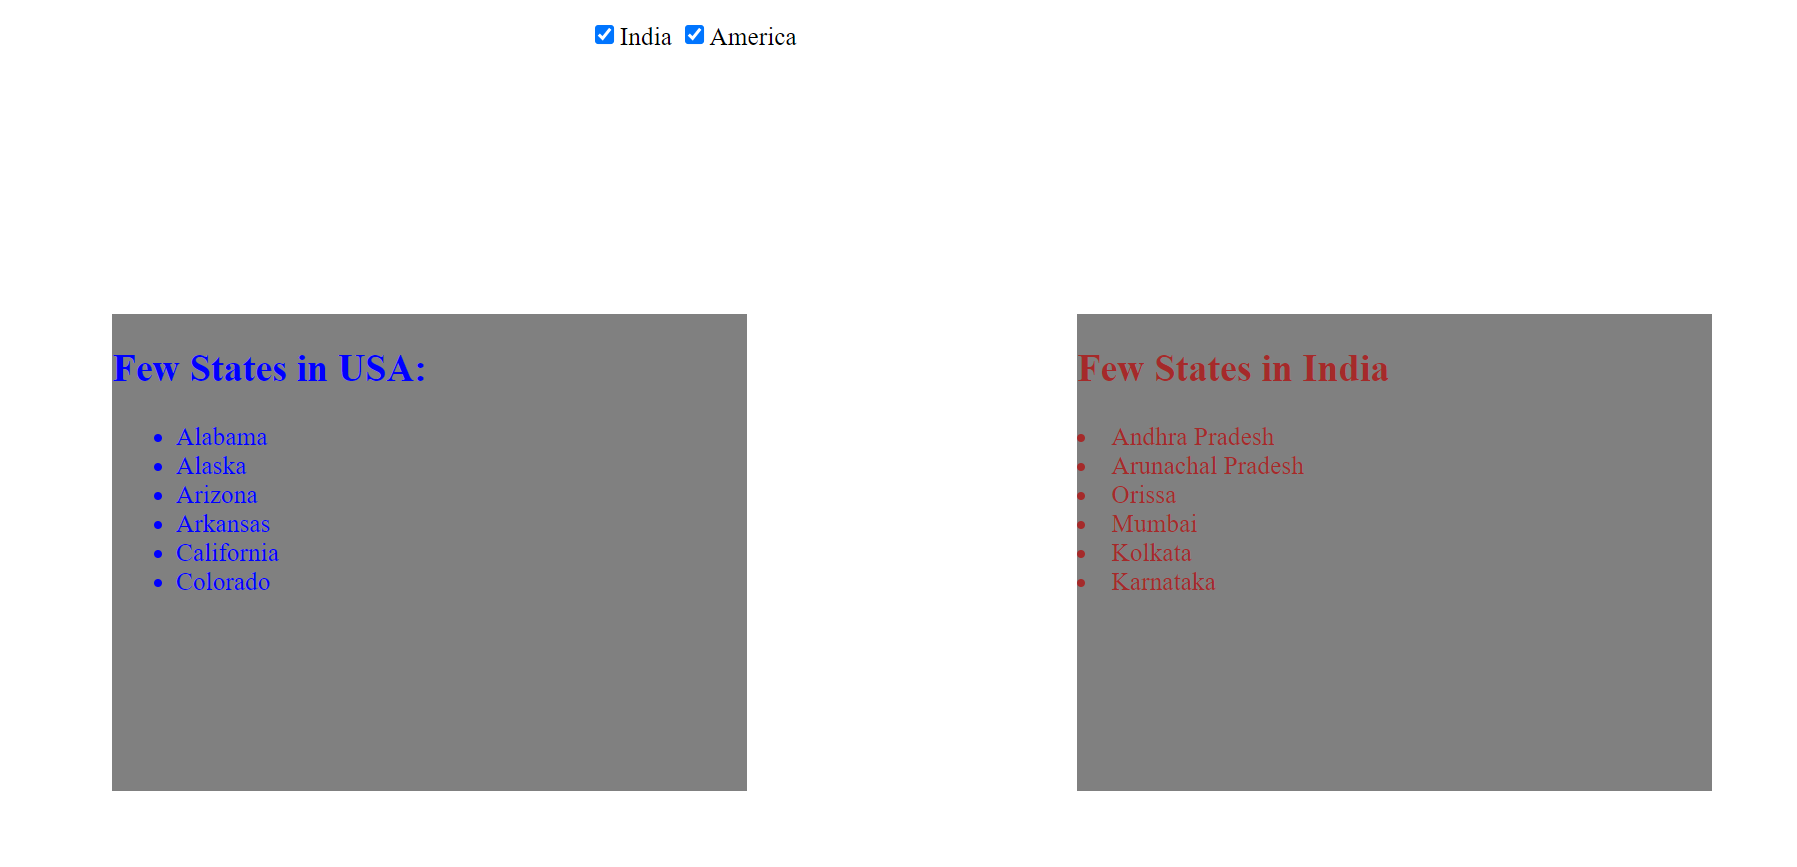 India America
Few States in USA:
Alabama
Alaska
Arizona
Arkansas
California
Colorado
Few States in India
Andhra Pradesh
Arunachal Pradesh
Orissa
Mumbai
Kolkata
Karnataka